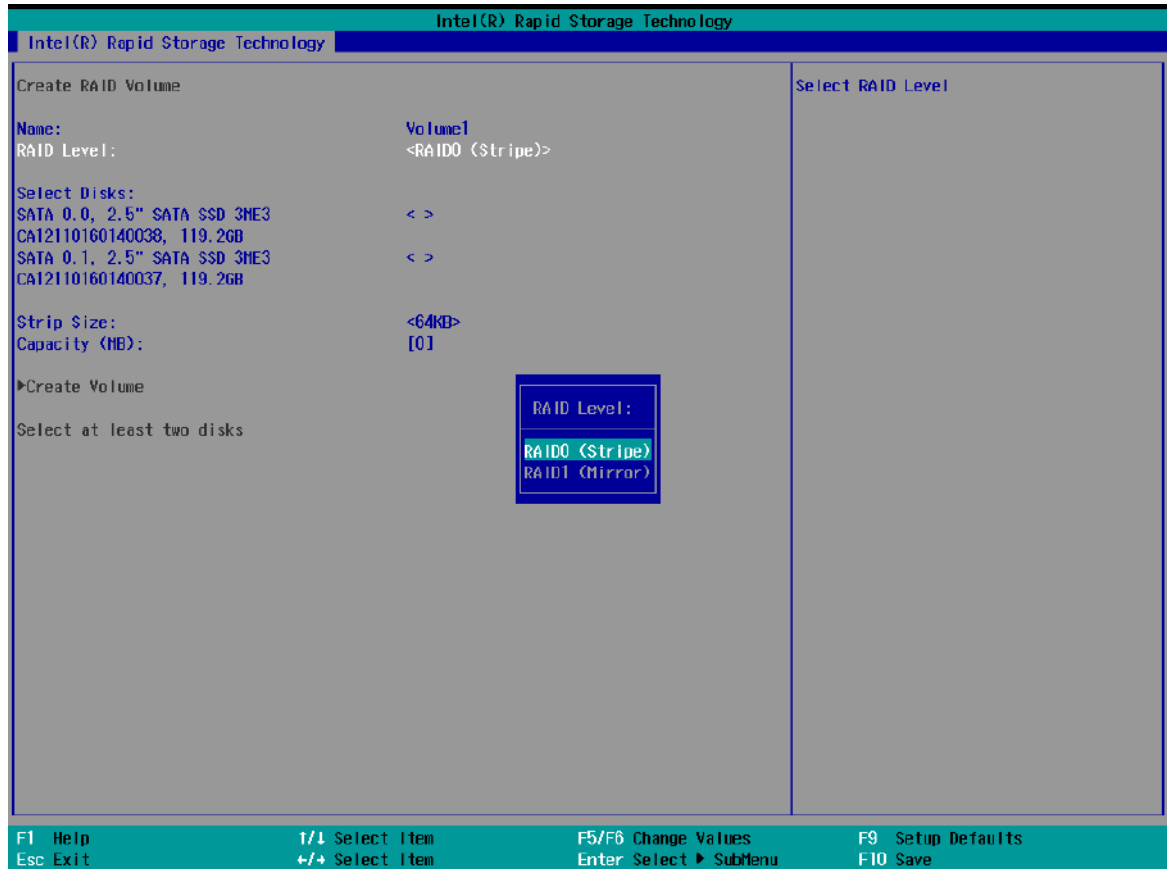 Intel(R) Rapid Storage Technology
Intel(R) Rapid Storage Technology
Create RAID Volume
Select RAID Level
Name: Volume1
RAID Level: <RAID0 (Stripe)>
Select Disks:
SATA 0.0, 2.5" SATA SSD 3ME3 < >
CA12110160140038, 119.2GB
SATA 0.1, 2.5" SATA SSD 3ME3 < >
CA12110160140037, 119.2GB
Strip Size: <64KB>
Capacity (MB): [0]
▶Create Volume
Select at least two disks
RAID Level:
RAID0 (Stripe)
RAID1 (Mirror)
F1 Help ↑/↓ Select Item F5/F6 Change Values F9 Setup Defaults
Esc Exit ←/→ Select Item Enter Select ▶ SubMenu F10 Save